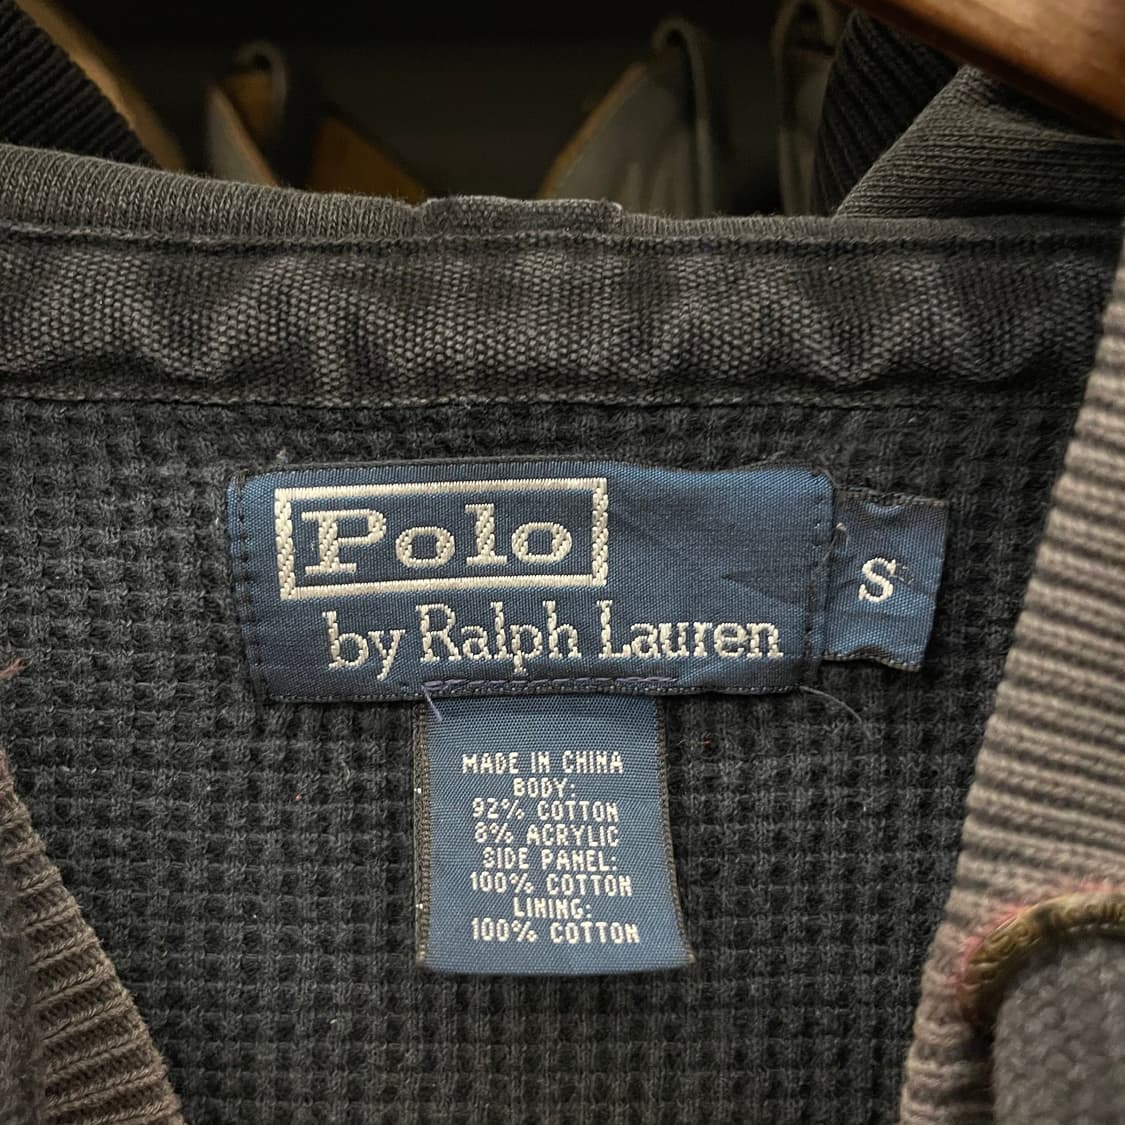 Polo
by Ralph Lauren
S
MADE IN CHINA
BODY:
92% COTTON
8% ACRYLIC
SIDE PANEL:
100% COTTON
LINING:
100% COTTON